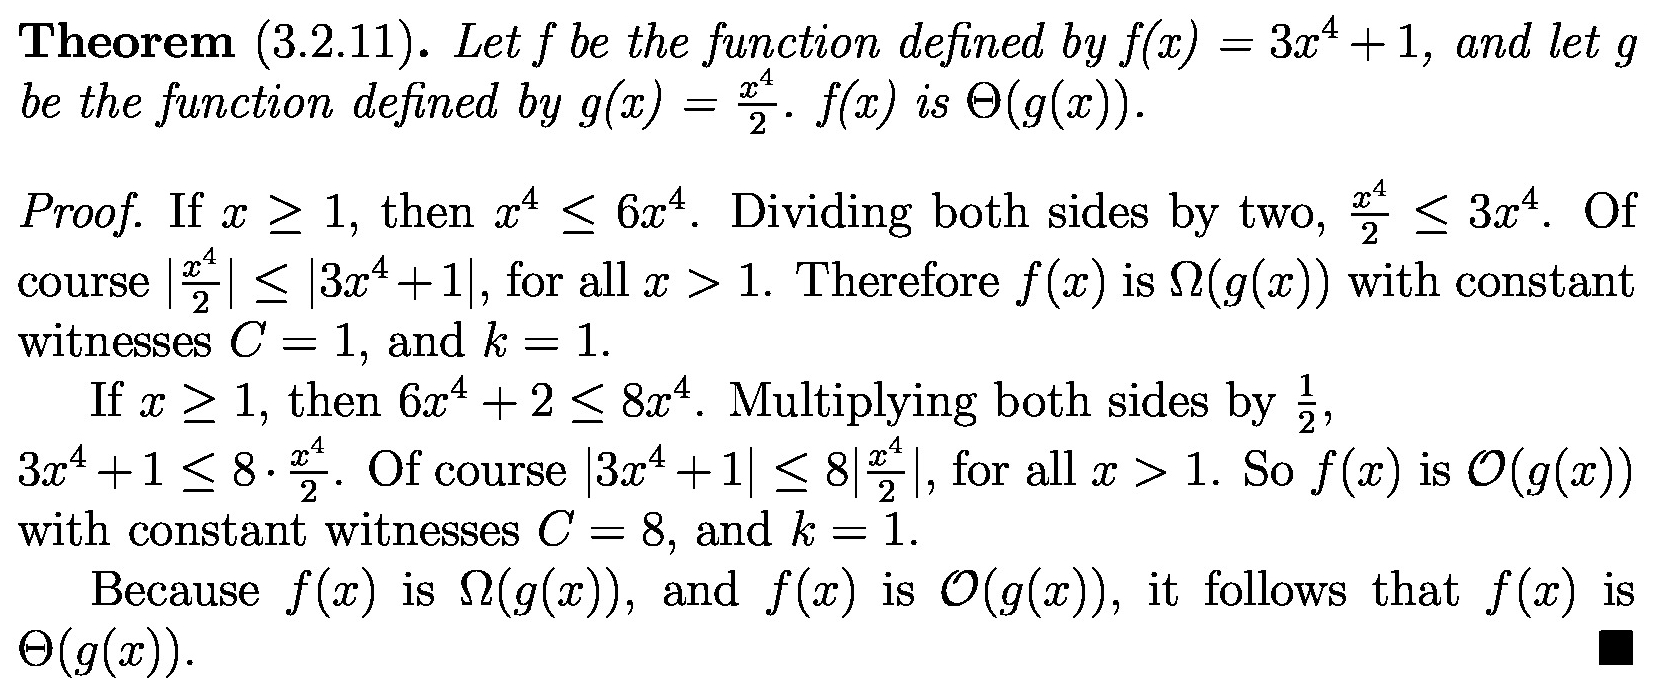 Theorem (3.2.11). Let f be the function defined by f(x) = 3x⁴ + 1, and let g
be the function defined by g(x) = x⁴/2. f(x) is Θ(g(x)).
Proof. If x ≥ 1, then x⁴ ≤ 6x⁴. Dividing both sides by two, x⁴/2 ≤ 3x⁴. Of
course |x⁴/2| ≤ |3x⁴+1|, for all x > 1. Therefore f(x) is Ω(g(x)) with constant
witnesses C = 1, and k = 1.
If x ≥ 1, then 6x⁴ + 2 ≤ 8x⁴. Multiplying both sides by 1/2,
3x⁴+1 ≤ 8 · x⁴/2. Of course |3x⁴+1| ≤ 8|x⁴/2|, for all x > 1. So f(x) is 𝒪(g(x))
with constant witnesses C = 8, and k = 1.
Because f(x) is Ω(g(x)), and f(x) is 𝒪(g(x)), it follows that f(x) is
Θ(g(x)). ■